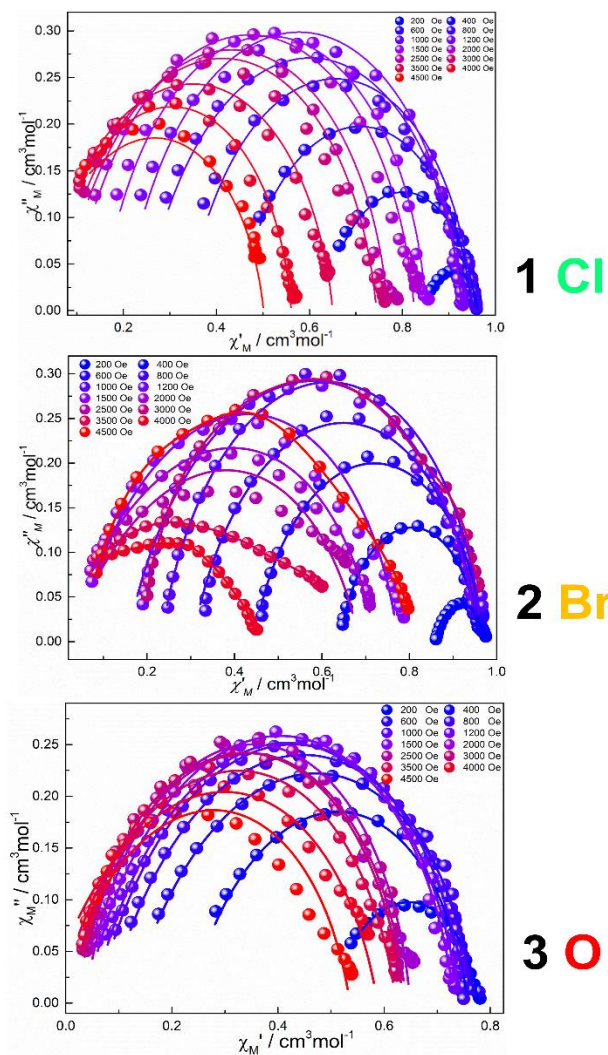 0.30
0.25
0.20
0.15
0.10
0.05
0.00
χ''M / cm³mol⁻¹
200 Oe 400 Oe
600 Oe 800 Oe
1000 Oe 1200 Oe
1500 Oe 2000 Oe
2500 Oe 3000 Oe
3500 Oe 4000 Oe
4500 Oe
0.2 0.4 0.6 0.8 1.0
χ'M / cm³mol⁻¹
1 Cl
0.30
0.25
0.20
0.15
0.10
0.05
0.00
χ''M / cm³mol⁻¹
200 Oe 400 Oe
600 Oe 800 Oe
1000 Oe 1200 Oe
1500 Oe 2000 Oe
2500 Oe 3000 Oe
3500 Oe 4000 Oe
4500 Oe
0.2 0.4 0.6 0.8 1.0
χ'M / cm³mol⁻¹
2 Br
0.25
0.20
0.15
0.10
0.05
0.00
χM'' / cm³mol⁻¹
200 Oe 400 Oe
600 Oe 800 Oe
1000 Oe 1200 Oe
1500 Oe 2000 Oe
2500 Oe 3000 Oe
3500 Oe 4000 Oe
4500 Oe
0.0 0.2 0.4 0.6 0.8
χM' / cm³mol⁻¹
3 O